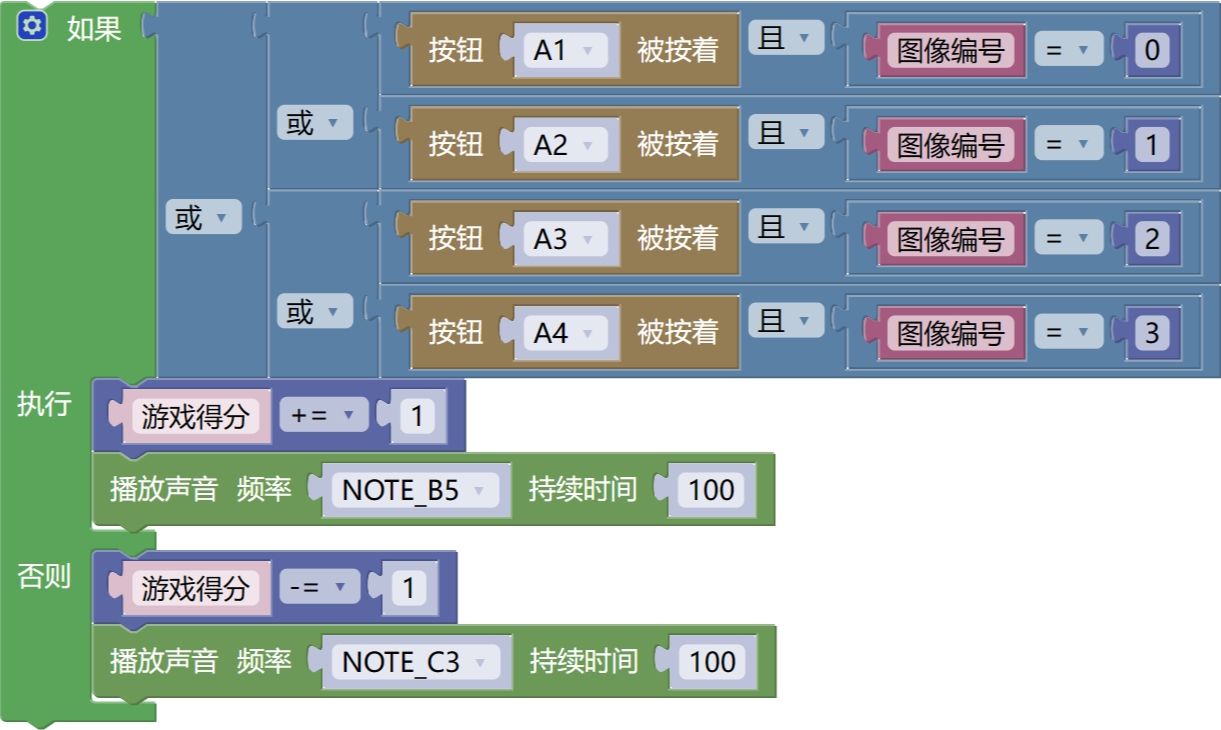 如果 按钮 A1 被按着 且 图像编号 = 0
或
按钮 A2 被按着 且 图像编号 = 1
或
按钮 A3 被按着 且 图像编号 = 2
或
按钮 A4 被按着 且 图像编号 = 3
执行 游戏得分 += 1
播放声音 频率 NOTE_B5 持续时间 100
否则 游戏得分 -= 1
播放声音 频率 NOTE_C3 持续时间 100